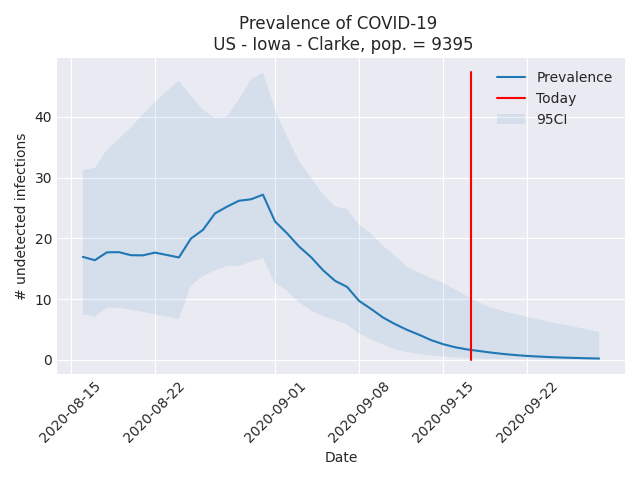 Prevalence of COVID-19
US - Iowa - Clarke, pop. = 9395
Prevalence
Today
95CI
# undetected infections
40
30
20
10
0
2020-08-15
2020-08-22
2020-09-01
2020-09-08
2020-09-15
2020-09-22
Date